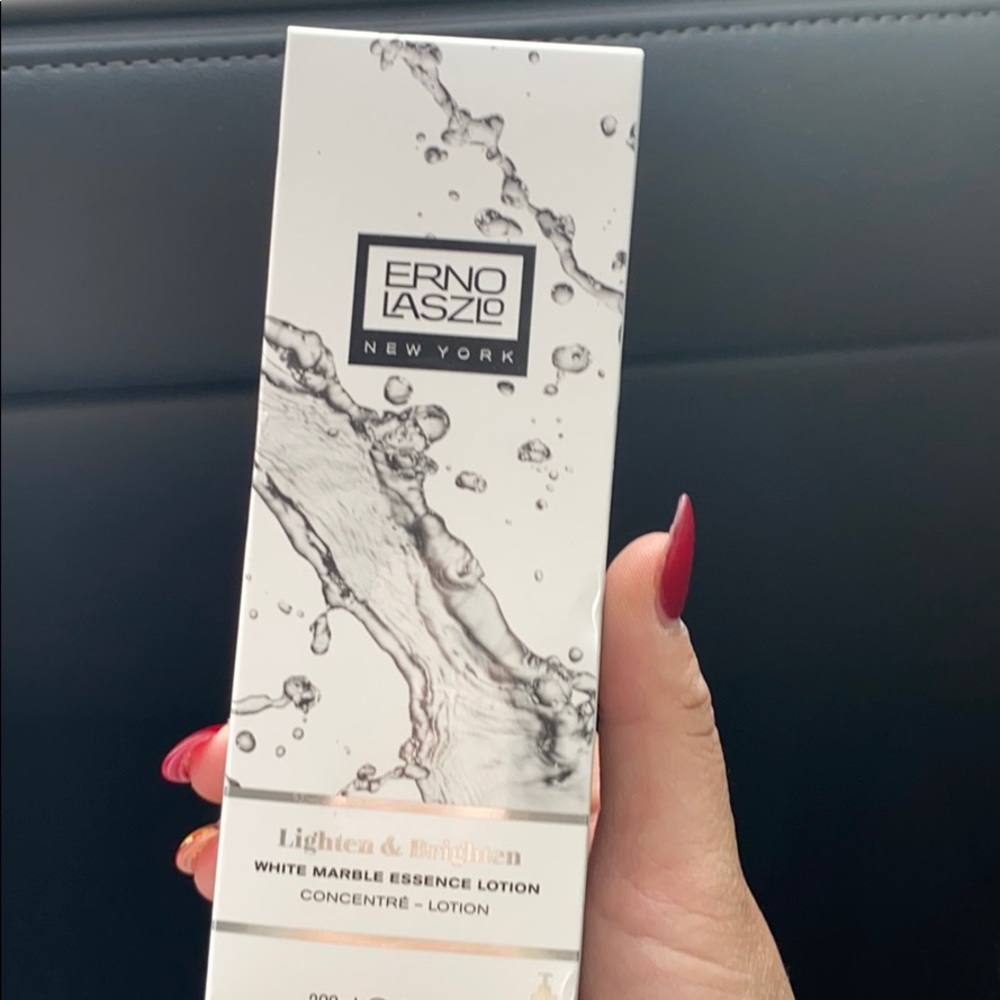 ERNO
LASZLO
NEW YORK
Lighten & Brighten
WHITE MARBLE ESSENCE LOTION
CONCENTRÉ – LOTION